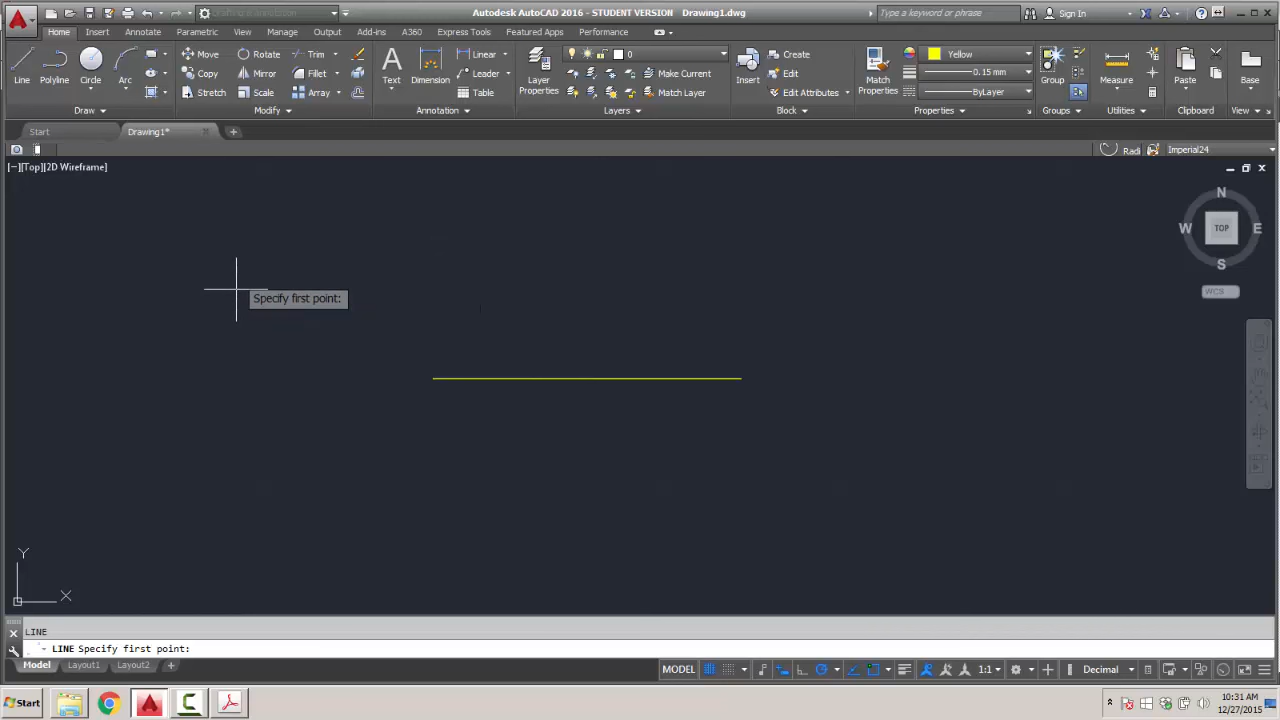 Drafting & Annotation
Autodesk AutoCAD 2016 - STUDENT VERSION Drawing1.dwg
Type a keyword or phrase
Sign In
Home Insert Annotate Parametric View Manage Output Add-ins A360 Express Tools Featured Apps Performance
Line Polyline Circle Arc
Move Rotate Trim
Copy Mirror Fillet
Stretch Scale Array
Text Dimension
Linear
Leader
Table
Layer Properties
0
Make Current
Match Layer
Insert
Create
Edit
Edit Attributes
Match Properties
Yellow
0.15 mm
ByLayer
Group
Measure
Paste
Base
Draw Modify Annotation Layers Block Properties Groups Utilities Clipboard View
Start Drawing1*
Radi Imperial24
[−][Top][2D Wireframe]
N
W TOP E
S
WCS
Specify first point:
Y
X
LINE
LINE Specify first point:
Model Layout1 Layout2
MODEL 1:1 Decimal
Start
10:31 AM
12/27/2015